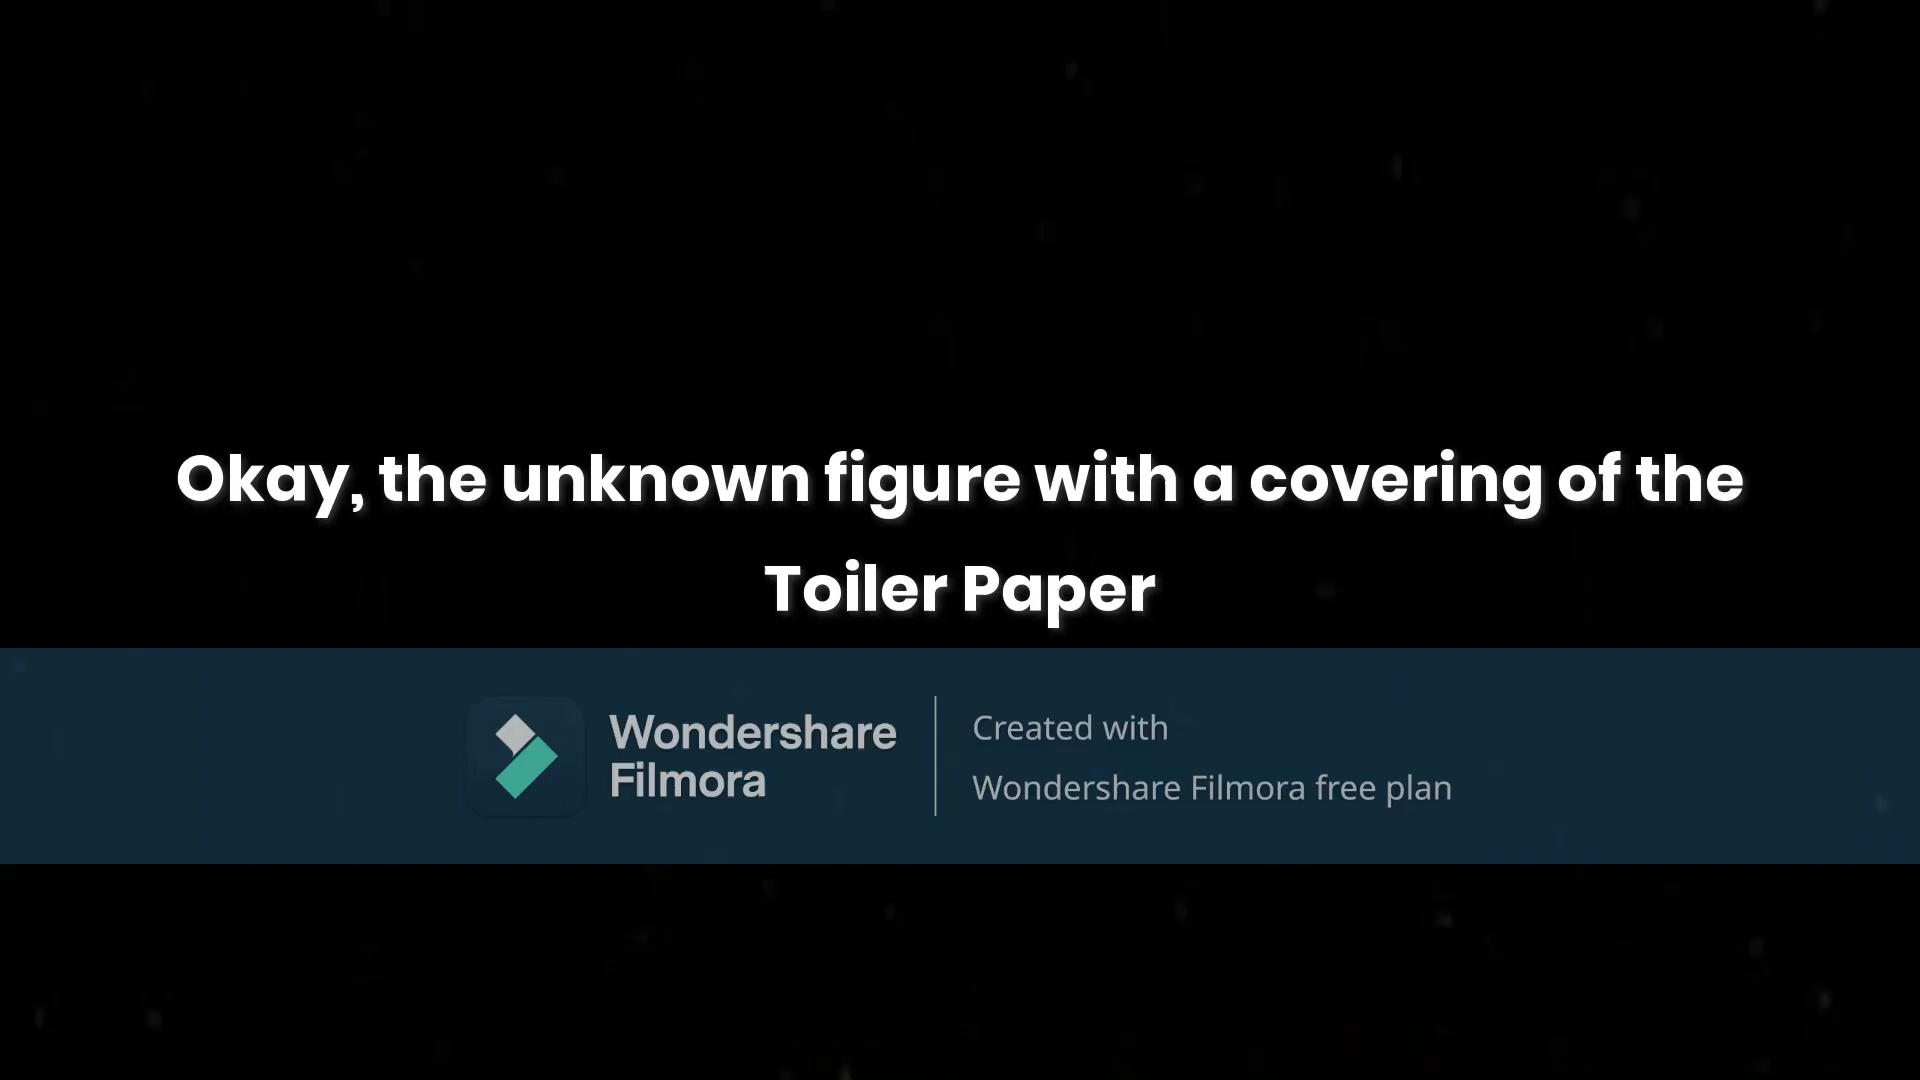 Okay, the unknown figure with a covering of the
Toiler Paper
Wondershare
Filmora
Created with
Wondershare Filmora free plan